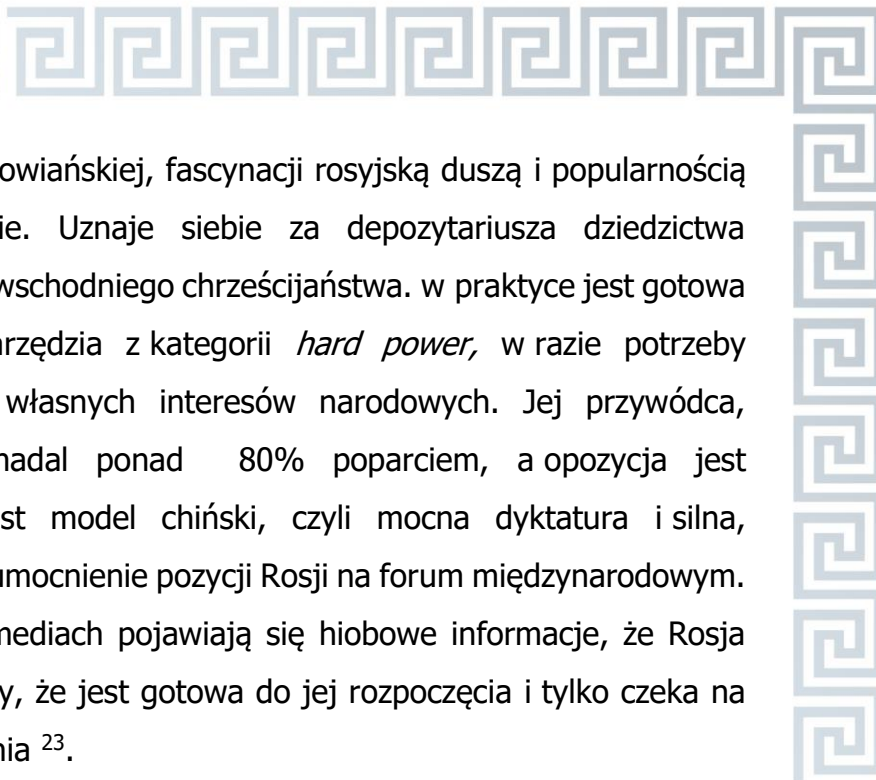 owiańskiej, fascynacji rosyjską duszą i popularnością
ie. Uznaje siebie za depozytariusza dziedzictwa
wschodniego chrześcijaństwa. w praktyce jest gotowa
arzędzia z kategorii hard power, w razie potrzeby
własnych interesów narodowych. Jej przywódca,
nadal ponad 80% poparciem, a opozycja jest
st model chiński, czyli mocna dyktatura i silna,
umocnienie pozycji Rosji na forum międzynarodowym.
mediach pojawiają się hiobowe informacje, że Rosja
y, że jest gotowa do jej rozpoczęcia i tylko czeka na
nia 23.